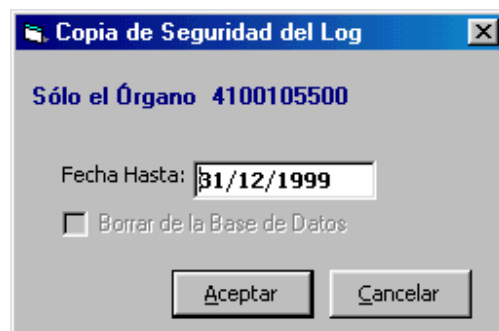 Copia de Seguridad del Log
Sólo el Órgano 4100105500
Fecha Hasta: 31/12/1999
Borrar de la Base de Datos
Aceptar Cancelar